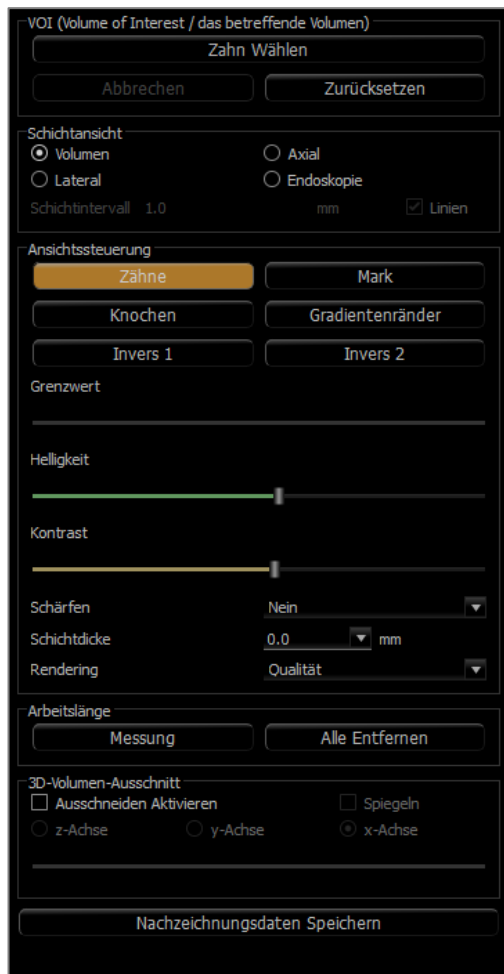 VOI (Volume of Interest / das betreffende Volumen)
Zahn Wählen
Abbrechen Zurücksetzen
Schichtansicht
Volumen Axial
Lateral Endoskopie
Schichtintervall 1.0 mm Linien
Ansichtssteuerung
Zähne Mark
Knochen Gradientenränder
Invers 1 Invers 2
Grenzwert
Helligkeit
Kontrast
Schärfen Nein
Schichtdicke 0.0 mm
Rendering Qualität
Arbeitslänge
Messung Alle Entfernen
3D-Volumen-Ausschnitt
Ausschneiden Aktivieren Spiegeln
z-Achse y-Achse x-Achse
Nachzeichnungsdaten Speichern